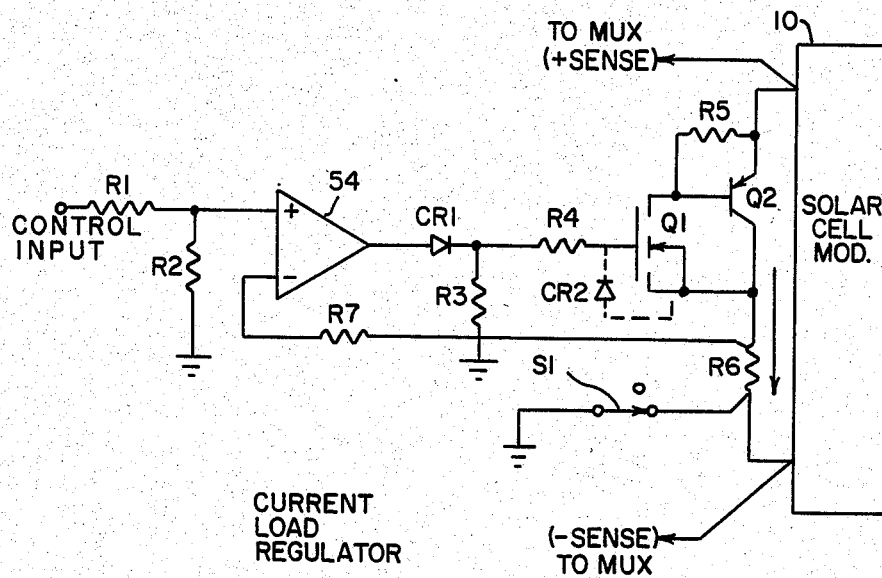 10
TO MUX
(+SENSE)
R5
54
R1
CR1
R4
Q1
Q2
SOLAR
CELL
MOD.
CONTROL
INPUT
+
R2
−
R3
CR2
R7
R6
S1
CURRENT
LOAD
REGULATOR
(-SENSE)
TO MUX